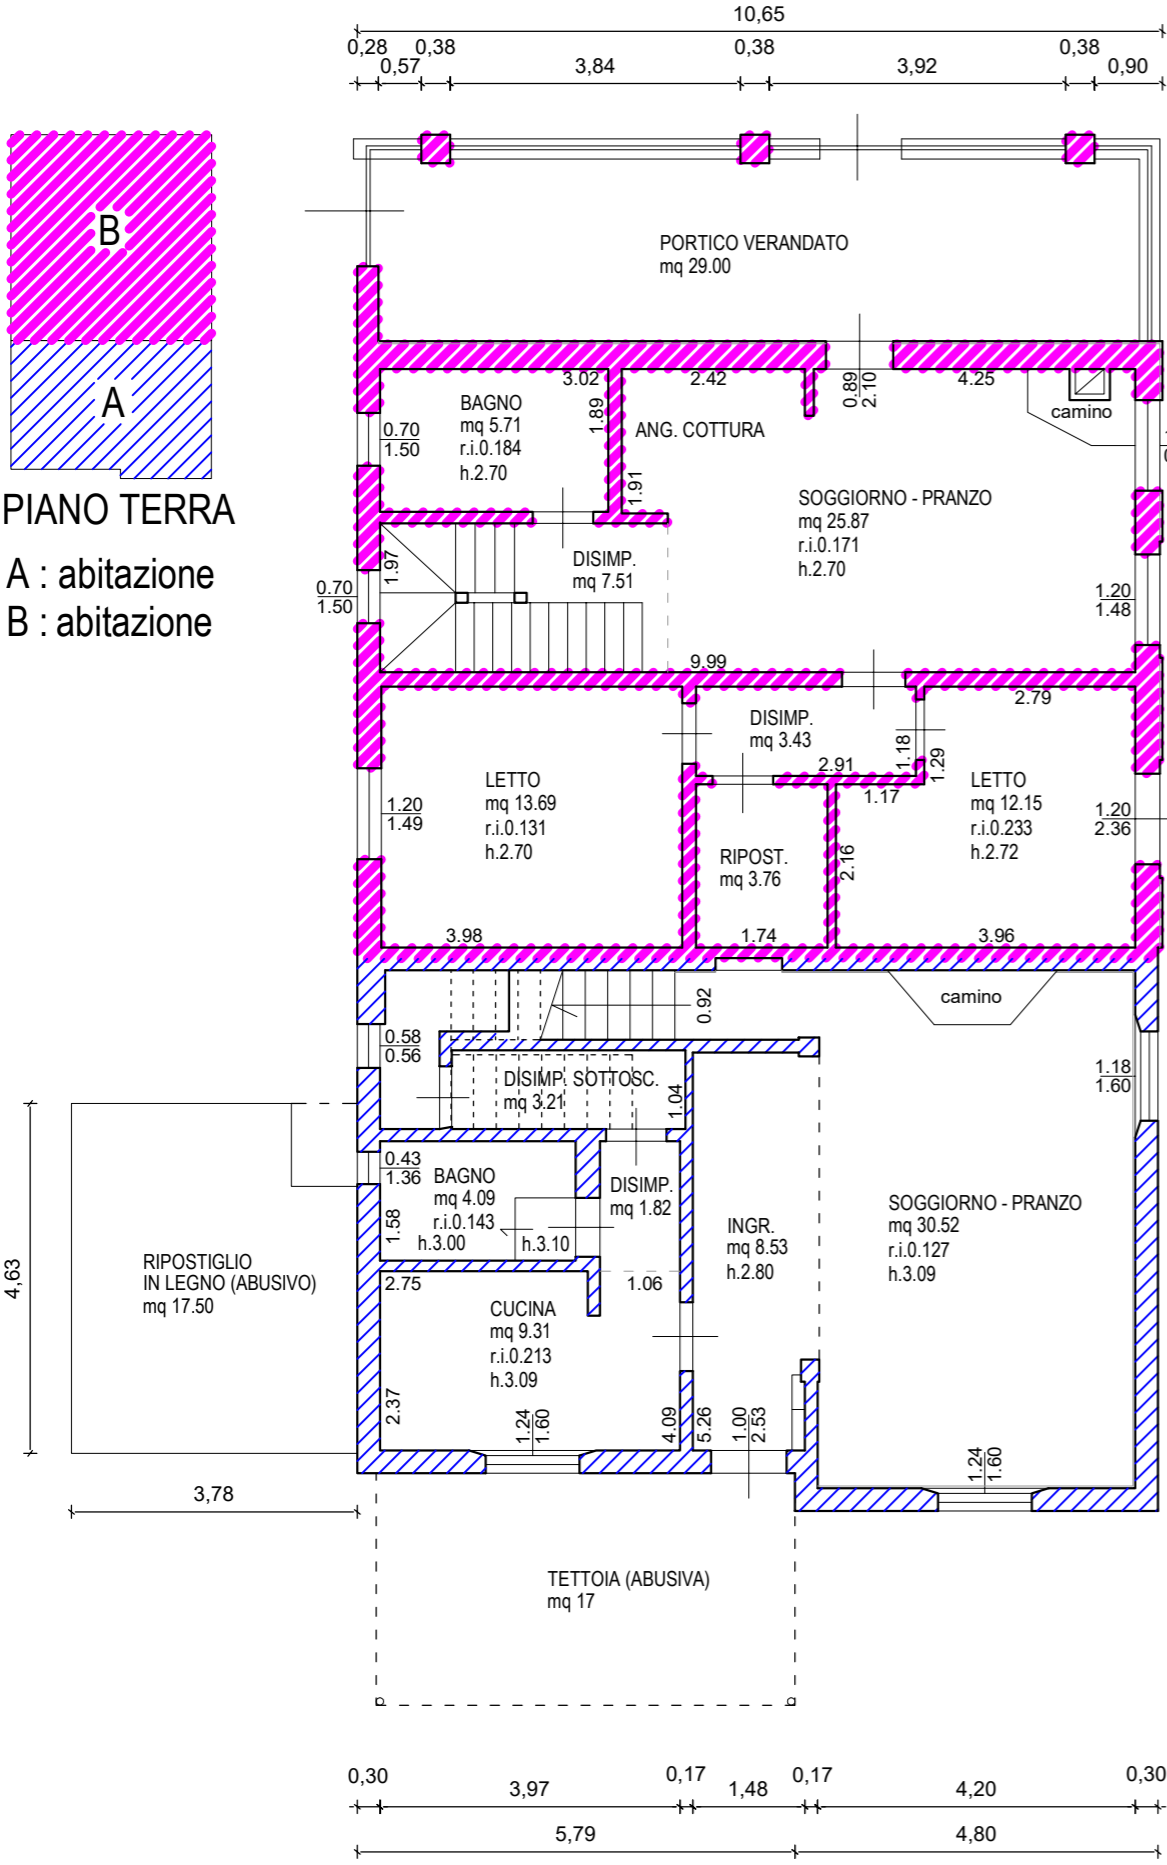 10,65
0,28 0,38 0,38 0,38
0,57 3,84 3,92 0,90
B
A
PIANO TERRA
A : abitazione
B : abitazione
PORTICO VERANDATO
mq 29.00
3.02 2.42 4.25
0.89
2.10
camino
BAGNO
mq 5.71
r.i.0.184
h.2.70
1.89
0.70
1.50
ANG. COTTURA
1.91
SOGGIORNO - PRANZO
mq 25.87
r.i.0.171
h.2.70
DISIMP.
mq 7.51
1.97
0.70
1.50
1.20
1.48
9.99
2.79
DISIMP.
mq 3.43
1.18
1.29
2.91
1.17
LETTO
mq 13.69
r.i.0.131
h.2.70
1.20
1.49
LETTO
mq 12.15
r.i.0.233
h.2.72
1.20
2.36
RIPOST.
mq 3.76
2.16
3.98 1.74 3.96
camino
0.92
0.58
0.56
1.18
1.60
DISIMP. SOTTOSC.
mq 3.21
1.04
0.43
1.36
BAGNO
mq 4.09
r.i.0.143
h.3.00
h.3.10
1.58
DISIMP.
mq 1.82
INGR.
mq 8.53
h.2.80
SOGGIORNO - PRANZO
mq 30.52
r.i.0.127
h.3.09
4,63
RIPOSTIGLIO
IN LEGNO (ABUSIVO)
mq 17.50
2.75 1.06
CUCINA
mq 9.31
r.i.0.213
h.3.09
2.37
1.24
1.60
4.09
5.26
1.00
2.53
1.24
1.60
3,78
TETTOIA (ABUSIVA)
mq 17
0,30 3,97 0,17 1,48 0,17 4,20 0,30
5,79 4,80